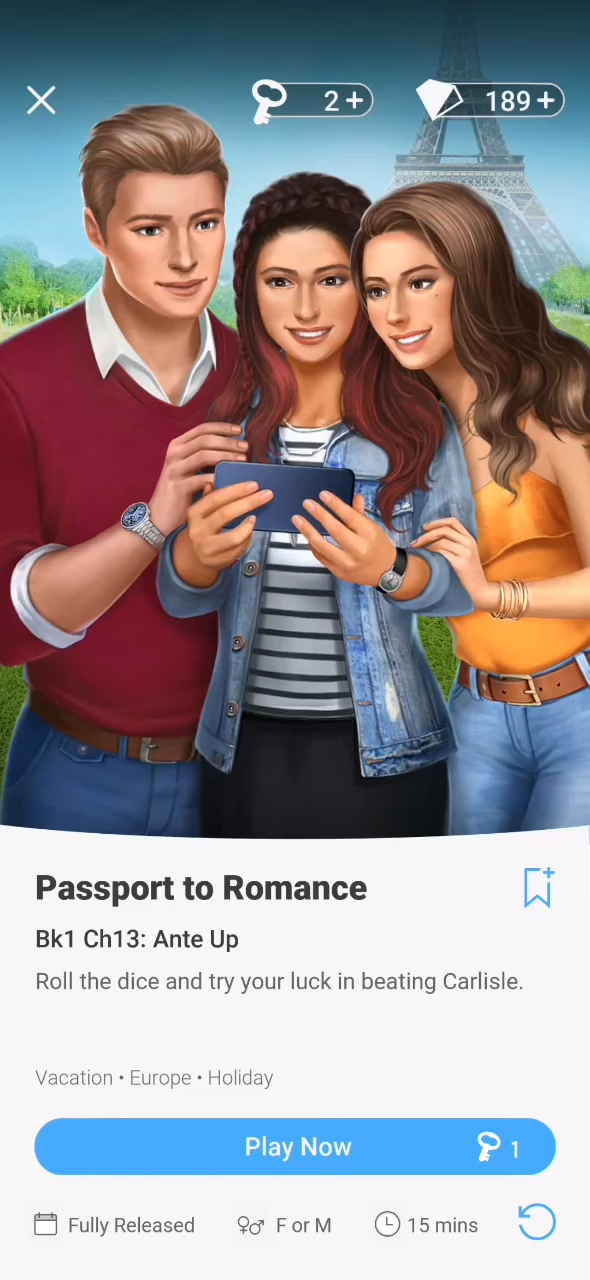 2 +
189 +
Passport to Romance
Bk1 Ch13: Ante Up
Roll the dice and try your luck in beating Carlisle.
Vacation • Europe • Holiday
Play Now 1
Fully Released F or M 15 mins